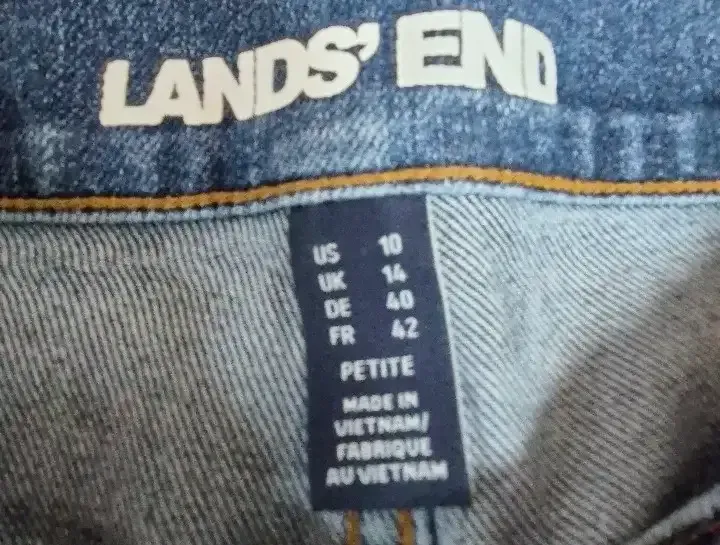 LANDS' END
US 10
UK 14
DE 40
FR 42
PETITE
MADE IN
VIETNAM/
FABRIQUE
AU VIETNAM